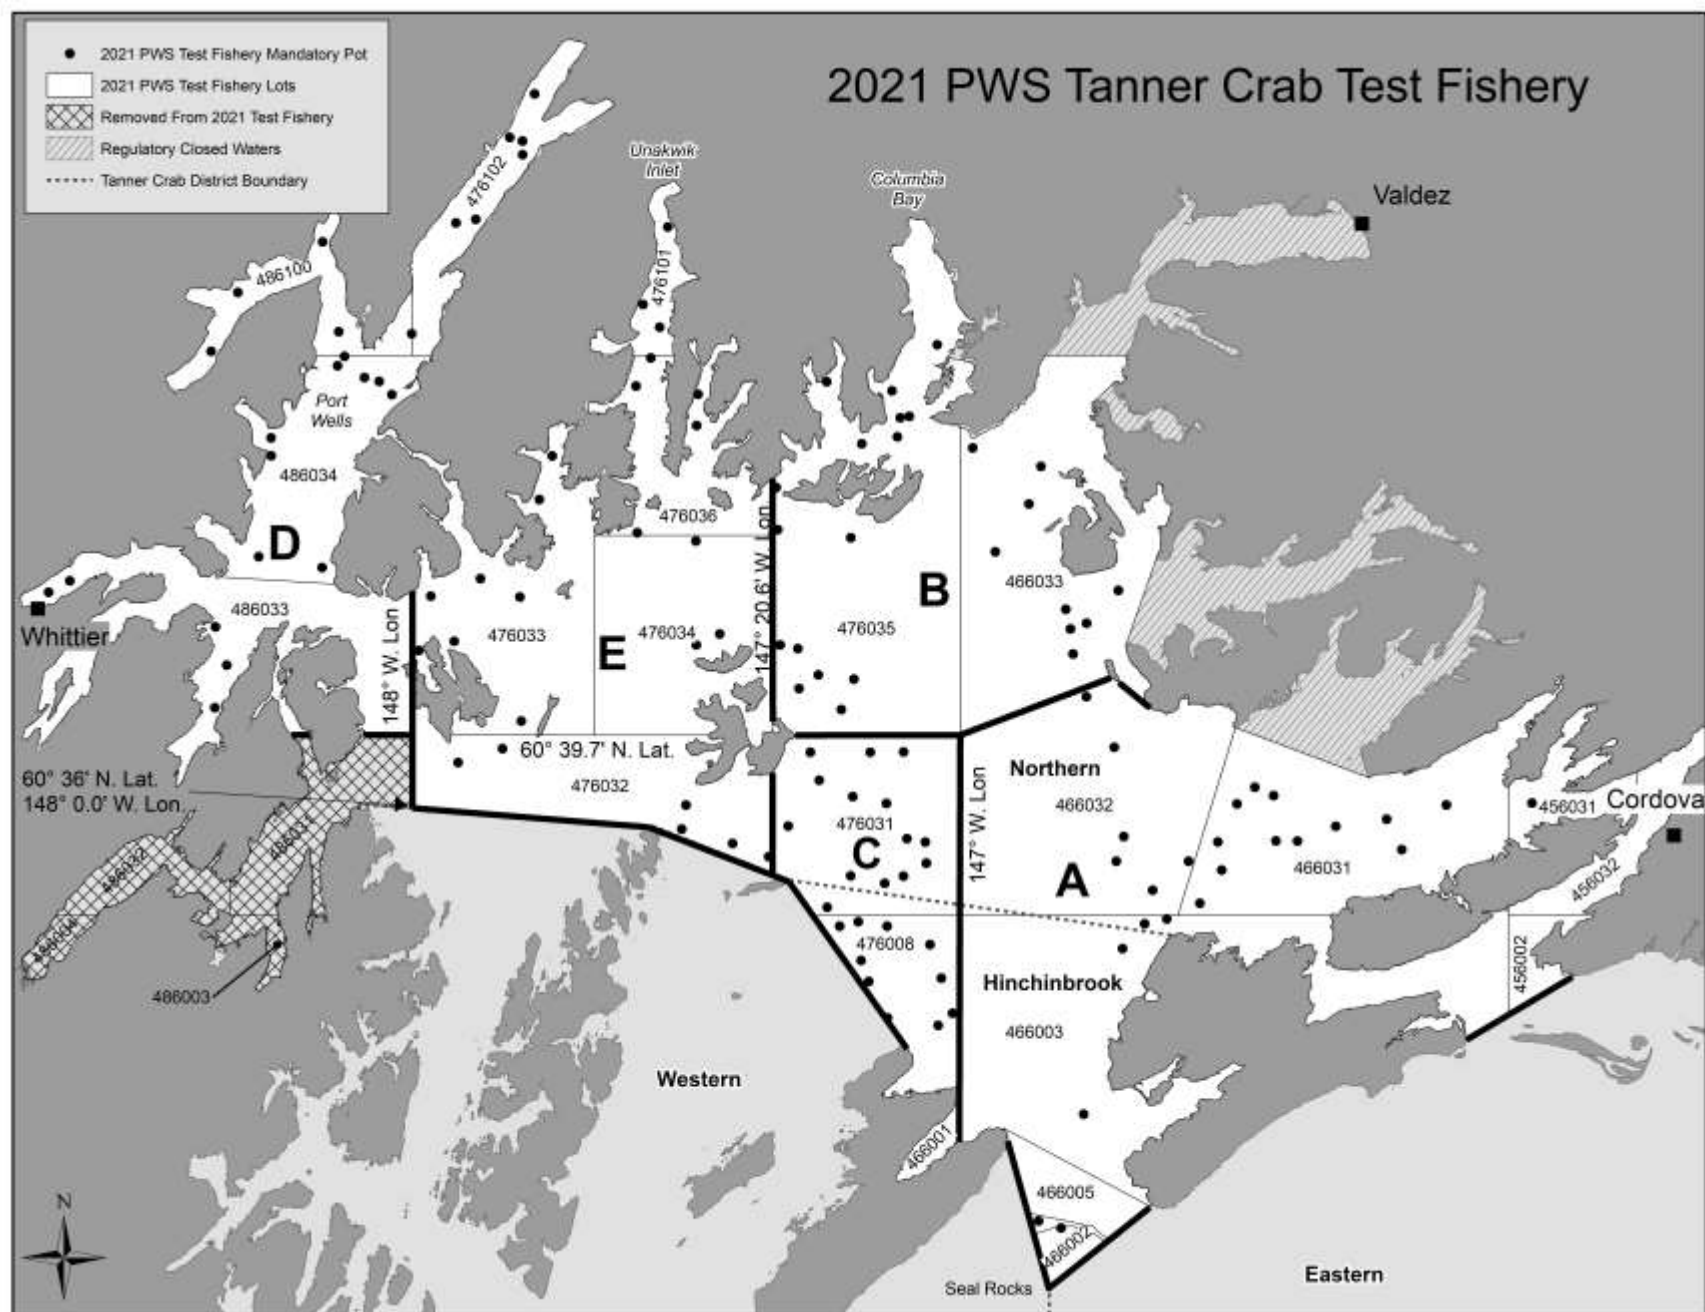 2021 PWS Tanner Crab Test Fishery
2021 PWS Test Fishery Mandatory Pot
2021 PWS Test Fishery Lots
Removed From 2021 Test Fishery
Regulatory Closed Waters
Tanner Crab District Boundary
Unakwik
Inlet
Columbia
Bay
Valdez
476102
486100
476101
Port
Wells
486034
D
476036
147° 20.6' W. Lon
B
466033
486033
Whittier
148° W. Lon
476033
E
476034
476035
60° 39.7' N. Lat.
476032
60° 36' N. Lat.
148° 0.0' W. Lon
Northern
466032
147° W. Lon
476031
C
A
466031
456031
Cordova
456032
486032
486004
486003
476008
Hinchinbrook
466003
456002
Western
466001
466005
466002
Seal Rocks
Eastern
N